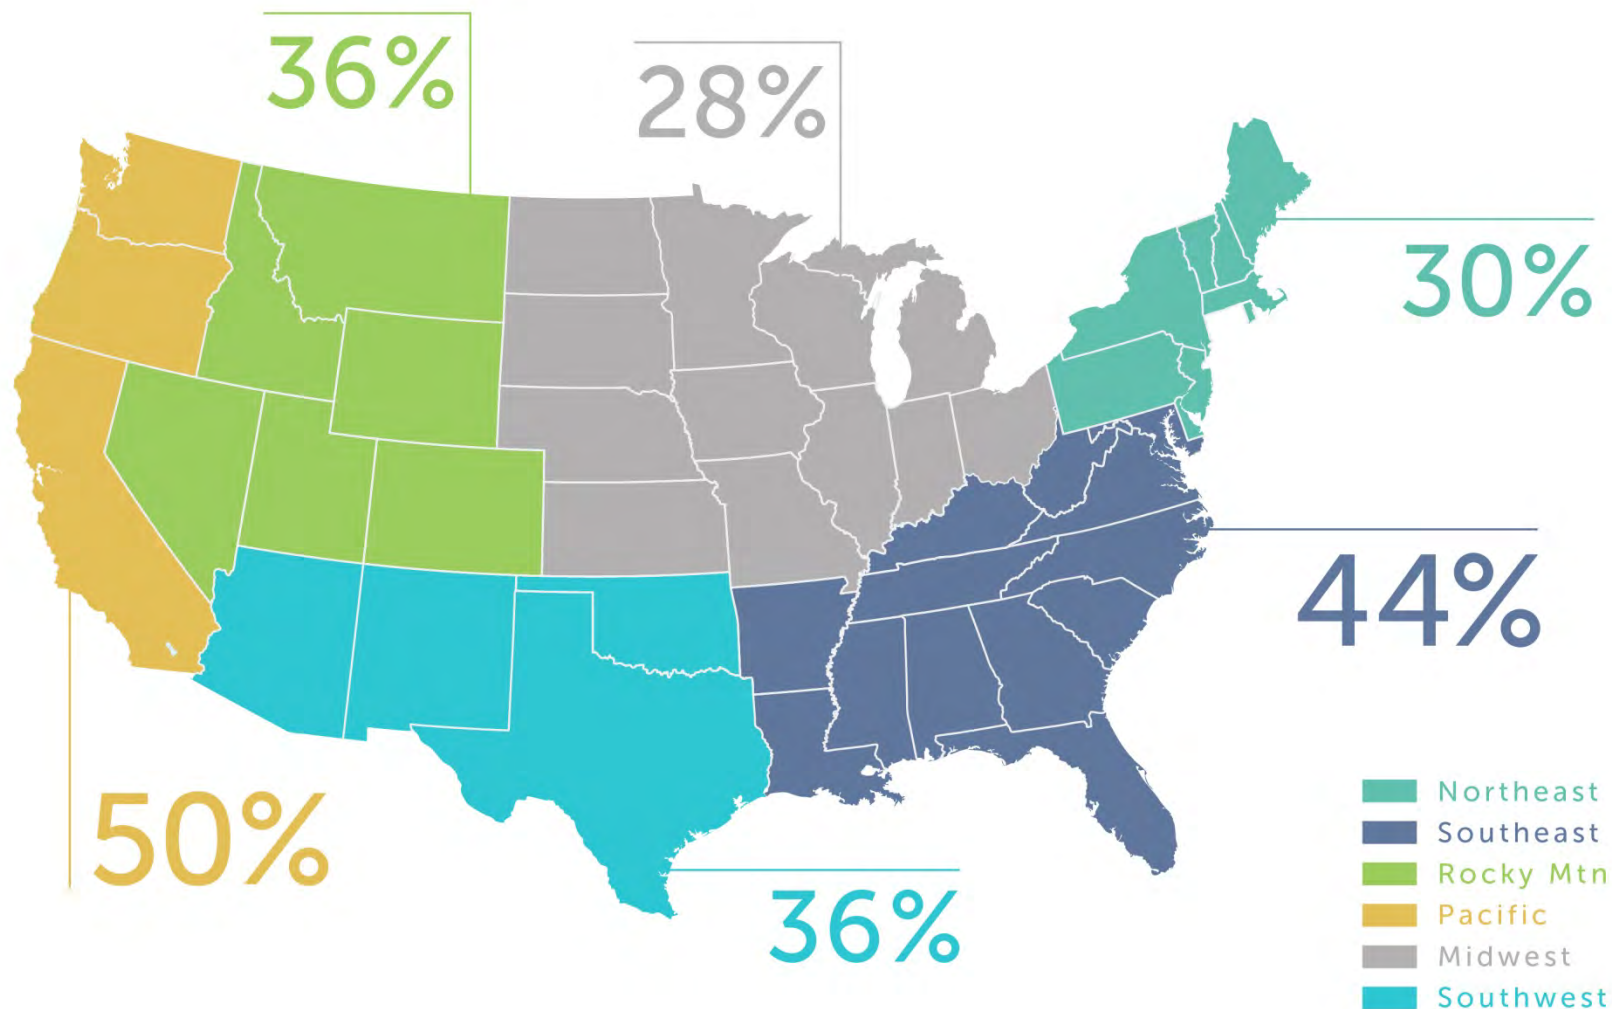 36%
28%
30%
44%
50%
36%
Northeast
Southeast
Rocky Mtn
Pacific
Midwest
Southwest